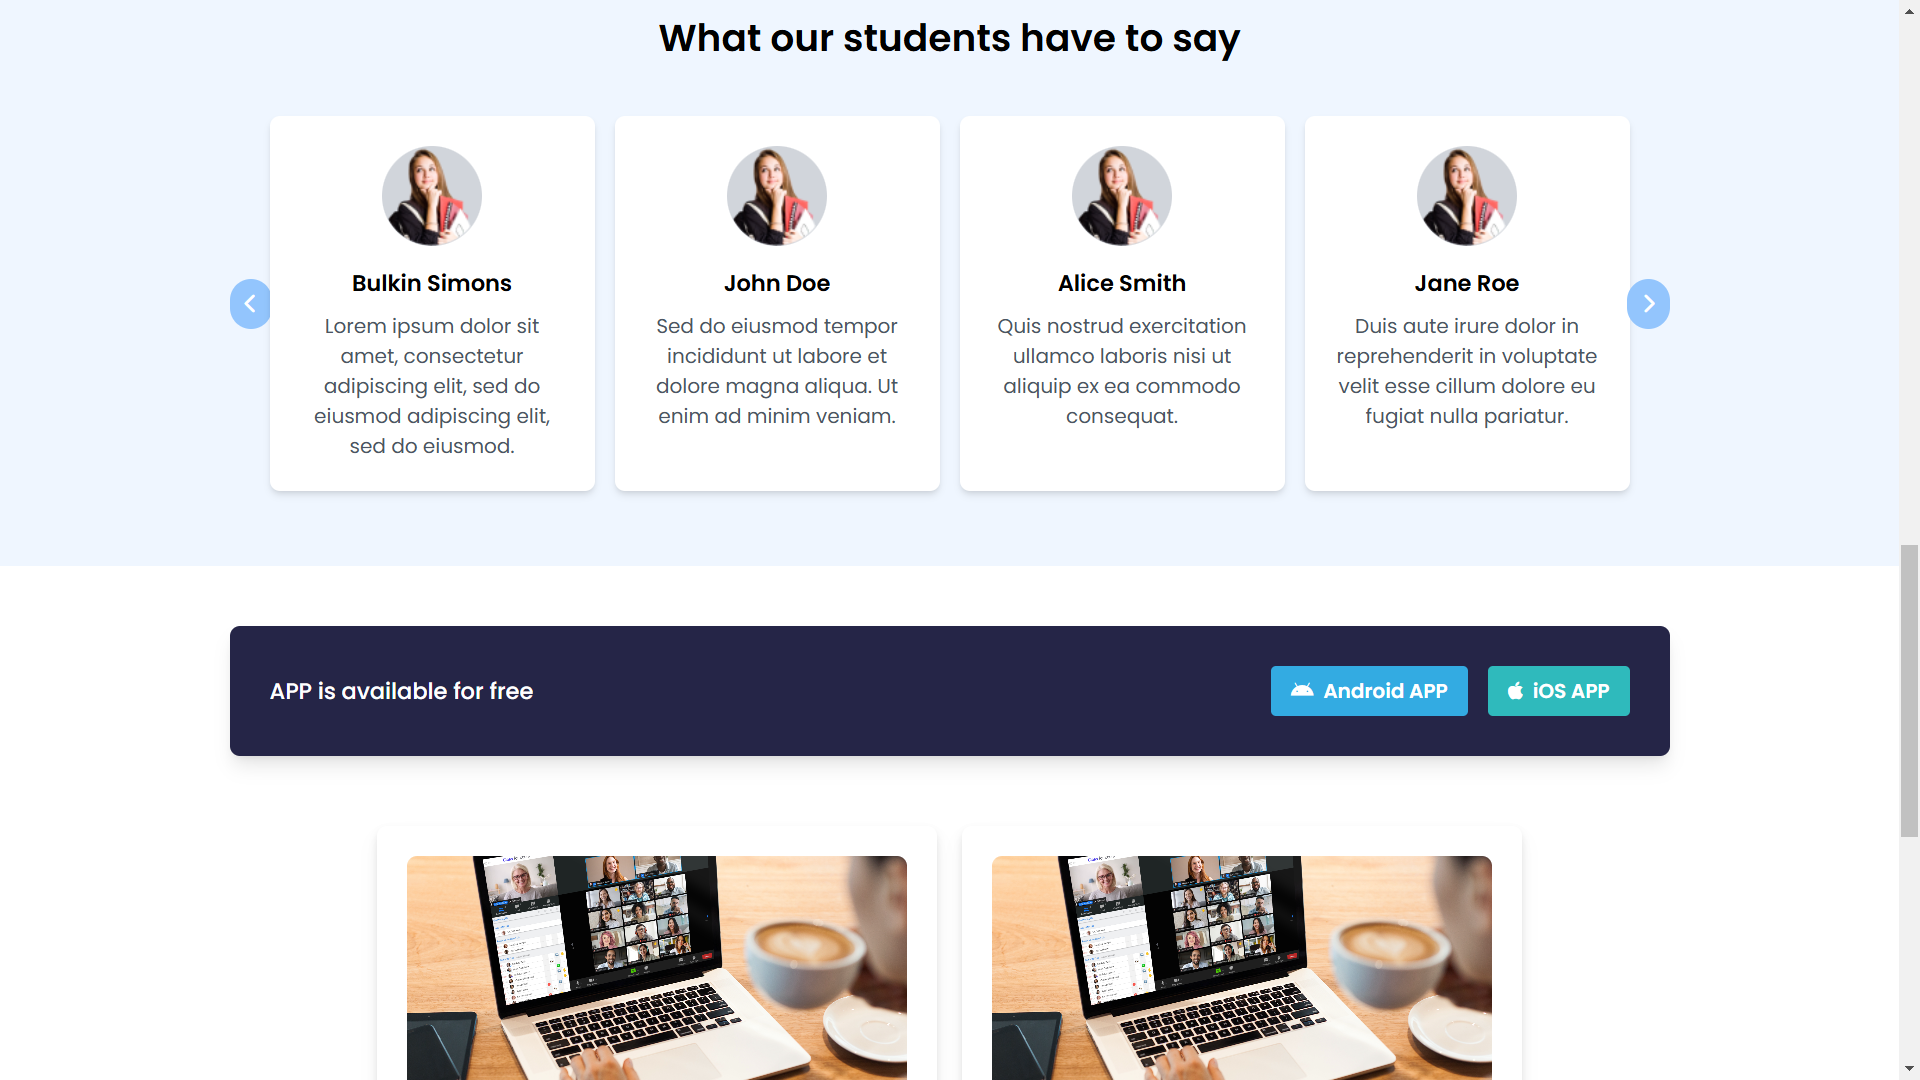 What our students have to say
Bulkin Simons
Lorem ipsum dolor sit
amet, consectetur
adipiscing elit, sed do
eiusmod adipiscing elit,
sed do eiusmod.
John Doe
Sed do eiusmod tempor
incididunt ut labore et
dolore magna aliqua. Ut
enim ad minim veniam.
Alice Smith
Quis nostrud exercitation
ullamco laboris nisi ut
aliquip ex ea commodo
consequat.
Jane Roe
Duis aute irure dolor in
reprehenderit in voluptate
velit esse cillum dolore eu
fugiat nulla pariatur.
APP is available for free
Android APP
iOS APP